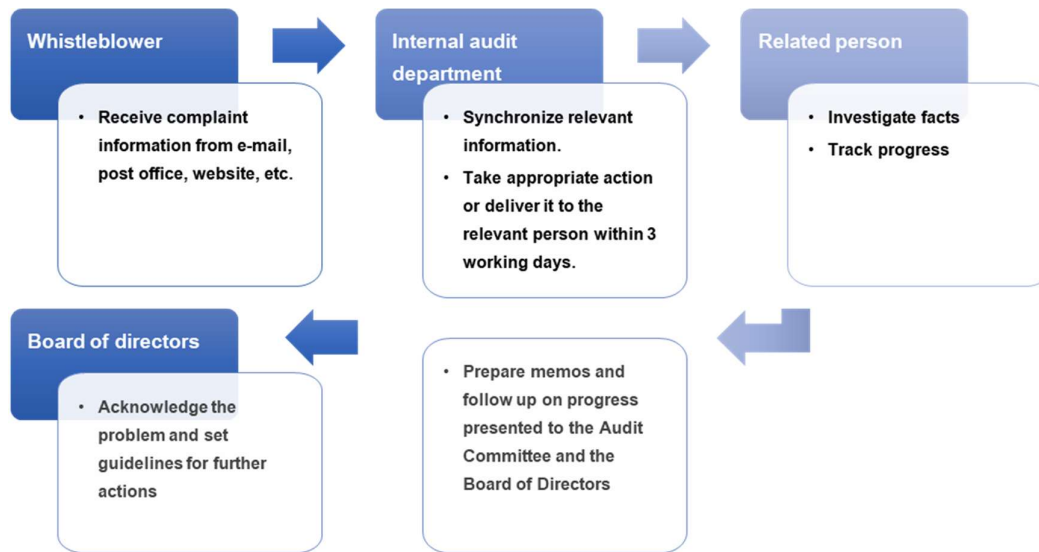 Whistleblower
• Receive complaint
information from e-mail,
post office, website, etc.
Internal audit
department
• Synchronize relevant
information.
• Take appropriate action
or deliver it to the
relevant person within 3
working days.
Related person
• Investigate facts
• Track progress
• Prepare memos and
follow up on progress
presented to the Audit
Committee and the
Board of Directors
Board of directors
• Acknowledge the
problem and set
guidelines for further
actions